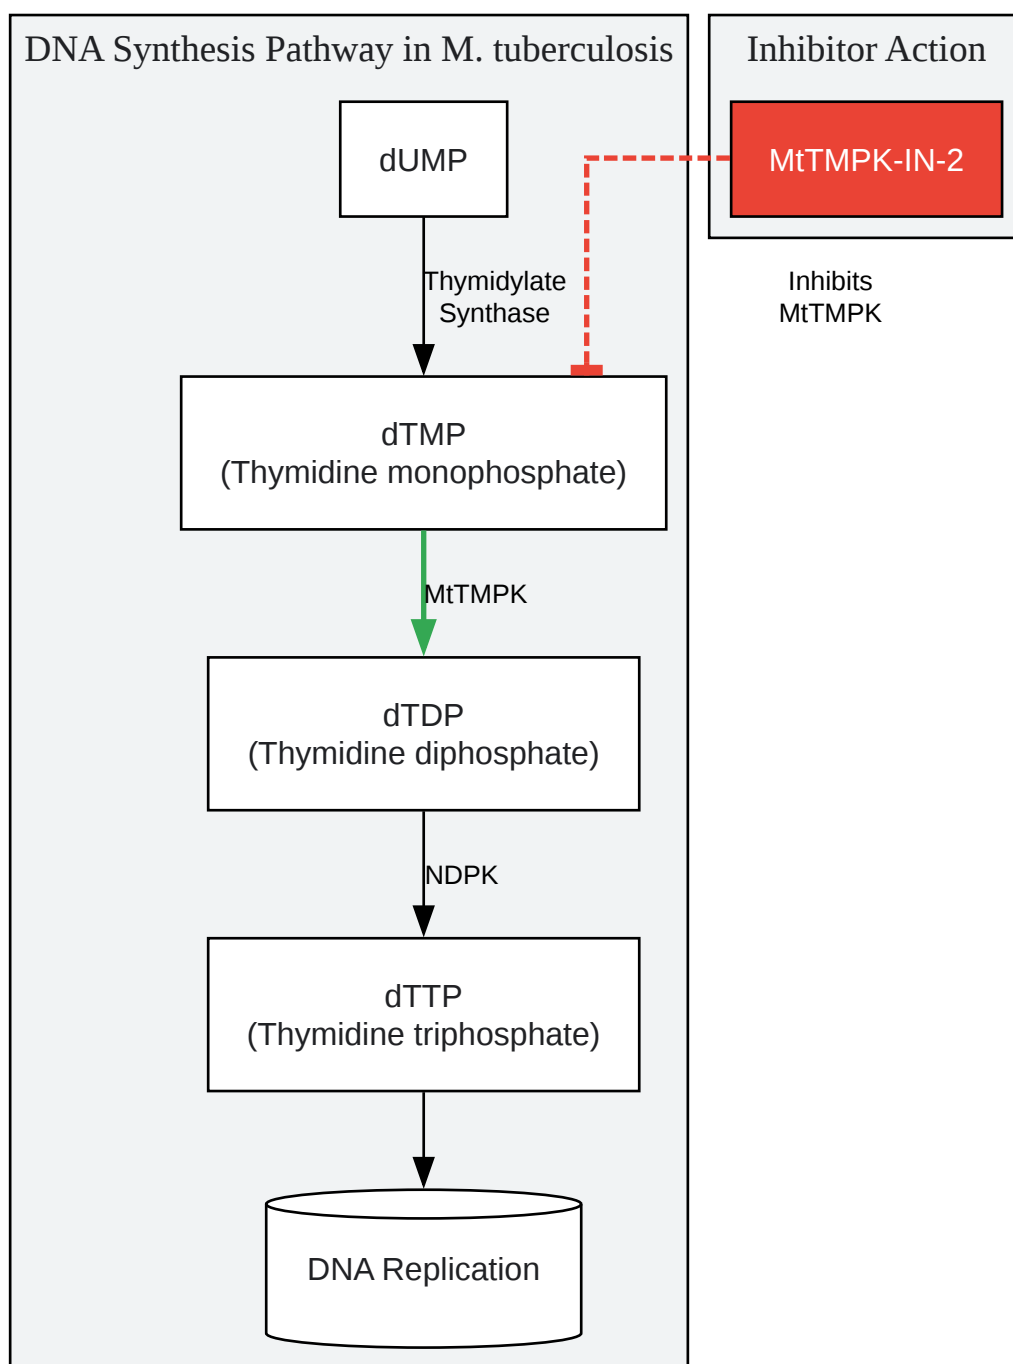 DNA Synthesis Pathway in M. tuberculosis
dUMP
Thymidylate
Synthase
dTMP
(Thymidine monophosphate)
MtTMPK
dTDP
(Thymidine diphosphate)
NDPK
dTTP
(Thymidine triphosphate)
DNA Replication
Inhibitor Action
MtTMPK-IN-2
Inhibits
MtTMPK